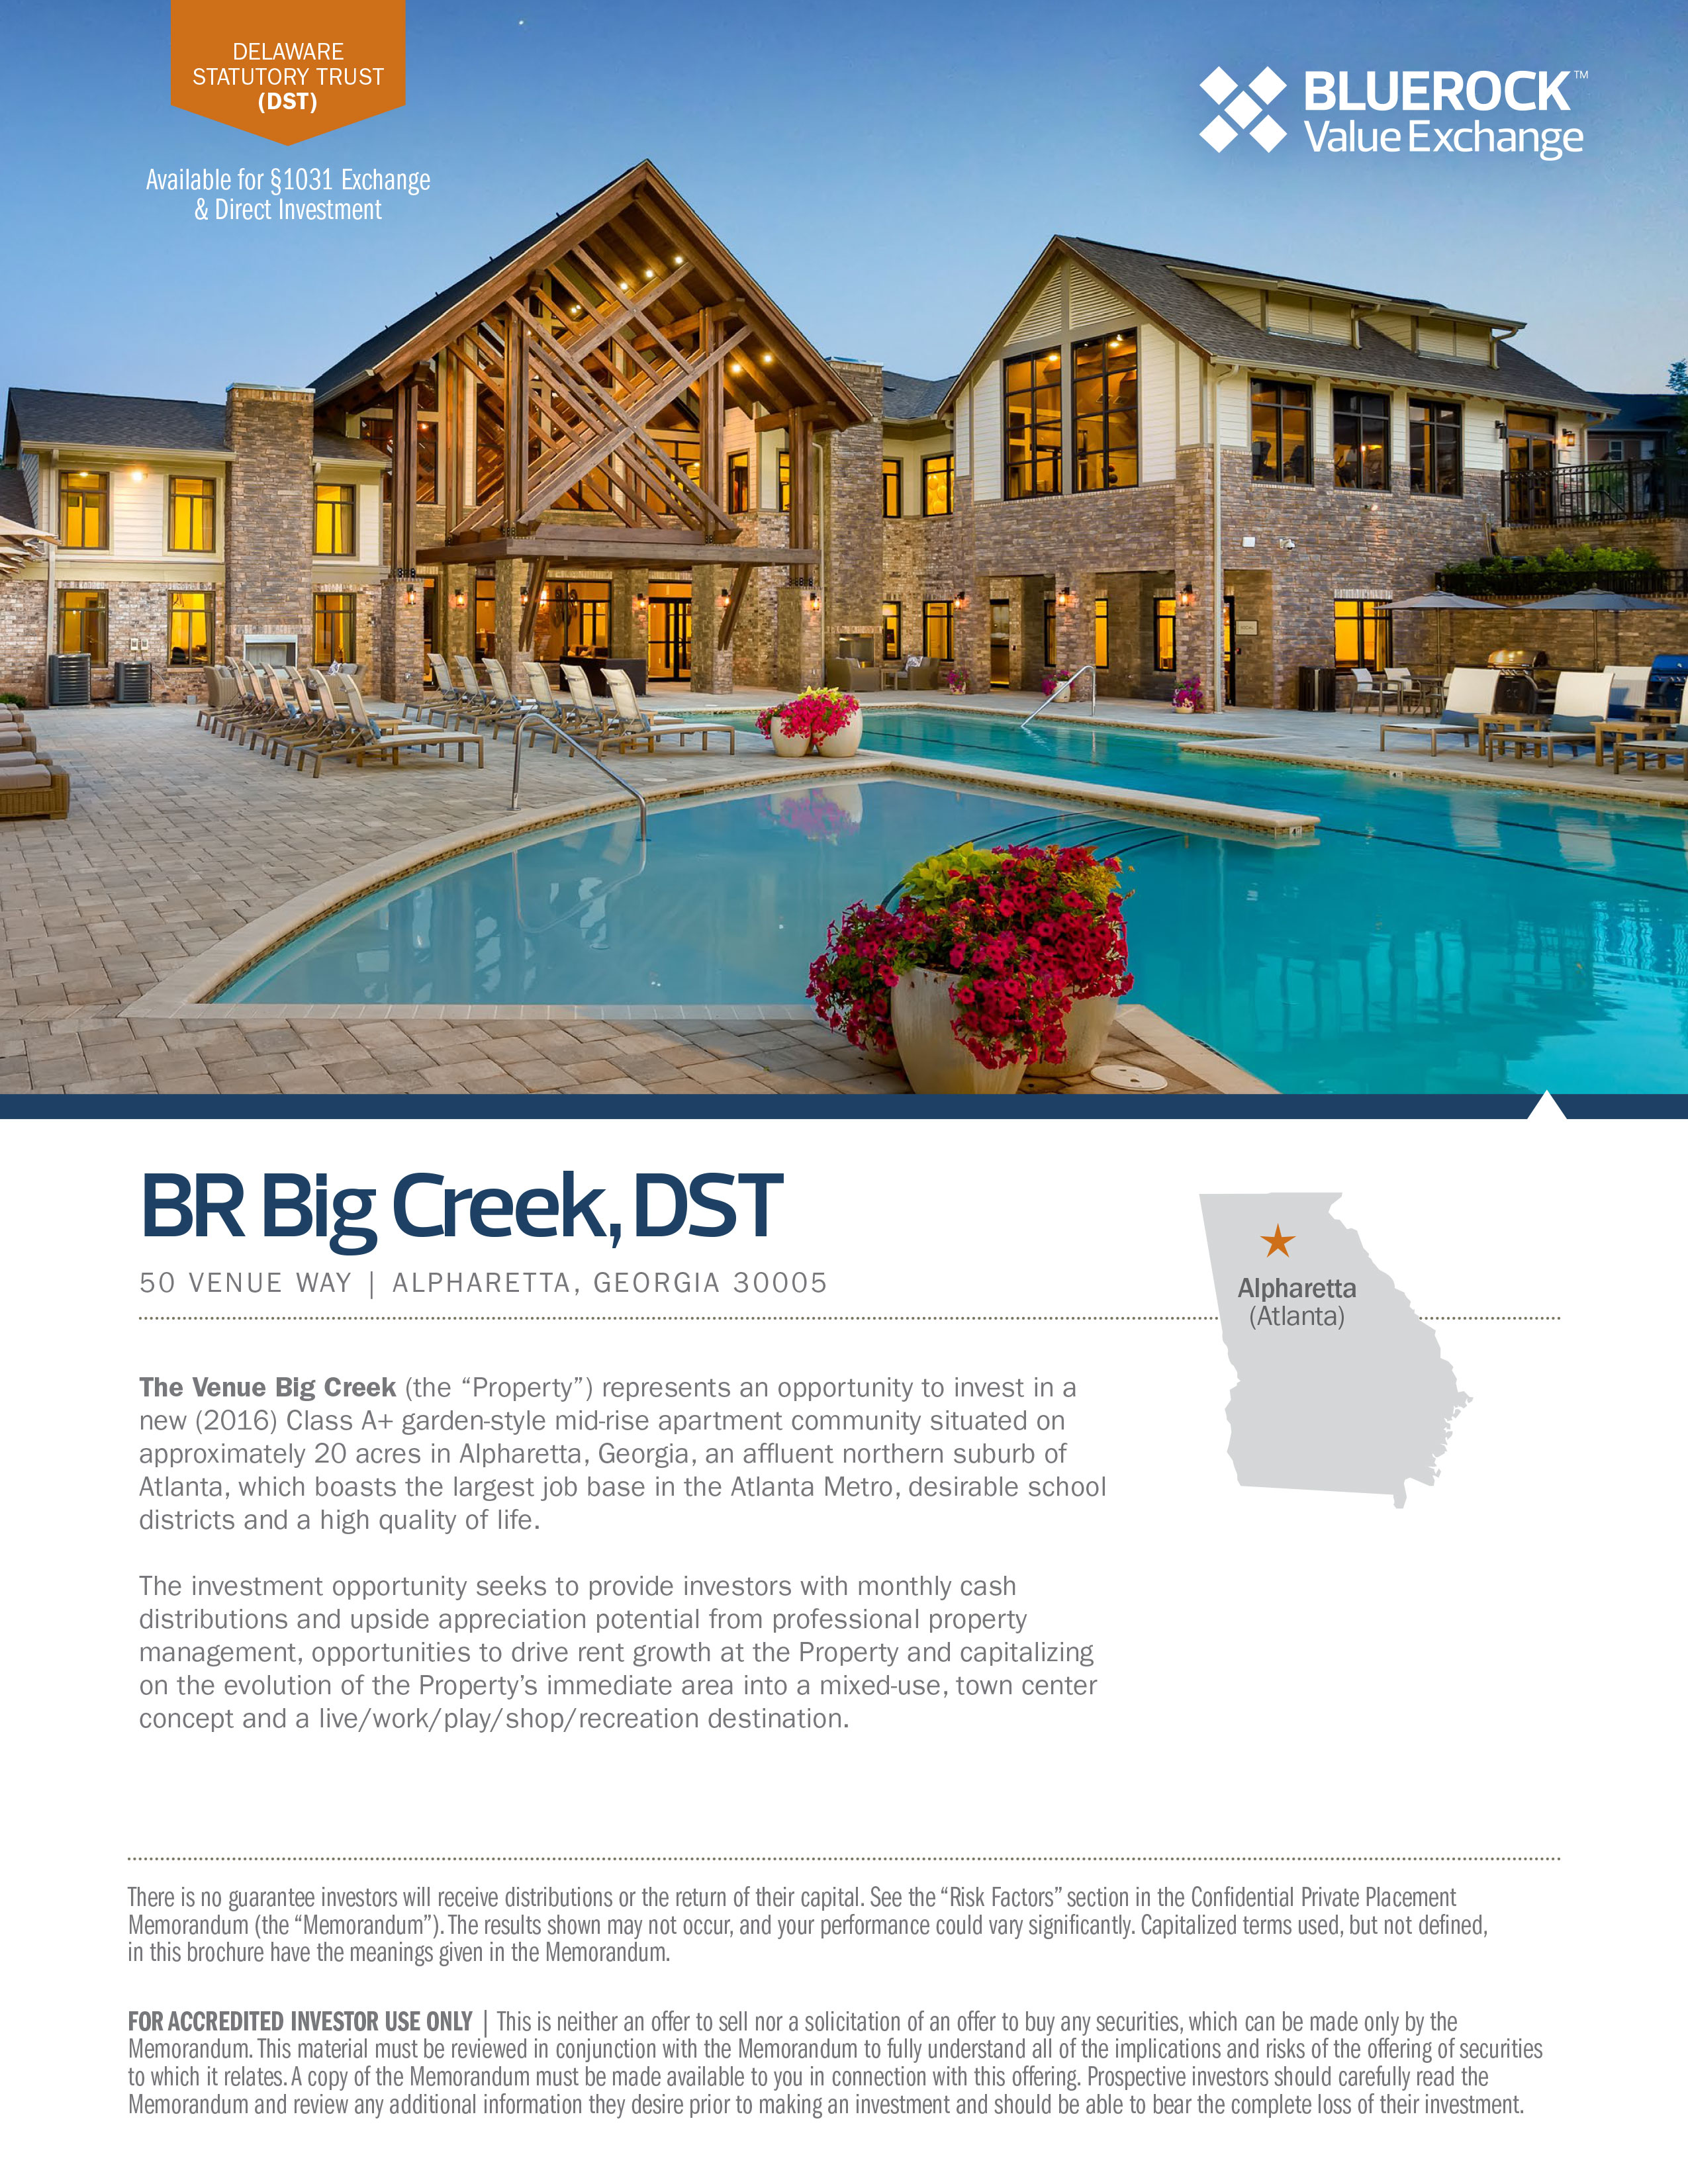 DELAWARE
STATUTORY TRUST
(DST)
Available for §1031 Exchange
& Direct Investment
BLUEROCK™
Value Exchange
BR Big Creek, DST
50 VENUE WAY | ALPHARETTA, GEORGIA 30005
Alpharetta
(Atlanta)
The Venue Big Creek (the “Property”) represents an opportunity to invest in a
new (2016) Class A+ garden-style mid-rise apartment community situated on
approximately 20 acres in Alpharetta, Georgia, an affluent northern suburb of
Atlanta, which boasts the largest job base in the Atlanta Metro, desirable school
districts and a high quality of life.
The investment opportunity seeks to provide investors with monthly cash
distributions and upside appreciation potential from professional property
management, opportunities to drive rent growth at the Property and capitalizing
on the evolution of the Property’s immediate area into a mixed-use, town center
concept and a live/work/play/shop/recreation destination.
There is no guarantee investors will receive distributions or the return of their capital. See the “Risk Factors” section in the Confidential Private Placement
Memorandum (the “Memorandum”). The results shown may not occur, and your performance could vary significantly. Capitalized terms used, but not defined,
in this brochure have the meanings given in the Memorandum.
FOR ACCREDITED INVESTOR USE ONLY | This is neither an offer to sell nor a solicitation of an offer to buy any securities, which can be made only by the
Memorandum. This material must be reviewed in conjunction with the Memorandum to fully understand all of the implications and risks of the offering of securities
to which it relates. A copy of the Memorandum must be made available to you in connection with this offering. Prospective investors should carefully read the
Memorandum and review any additional information they desire prior to making an investment and should be able to bear the complete loss of their investment.